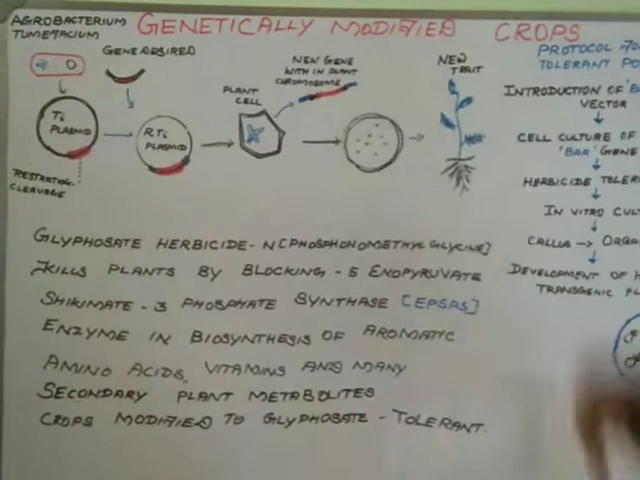 GENETICALLY MODIFIED CROPS
AGROBACTERIUM
TUMEFACIUM
GENE DESIRED
NEW GENE
WITH IN PLANT
CHROMOSOME
NEW
TRAIT
PLANT
CELL
Ti
PLASMID
R.Ti
PLASMID
CLEAVAGE
GLYPHOSATE HERBICIDE - N[PHOSPHONOMETHYL GLYCINE]
KILLS PLANTS BY BLOCKING - 5 ENOPYRUVATE
SHIKIMATE - 3 PHOSPHATE SYNTHASE [EPSPS]
ENZYME IN BIOSYNTHESIS OF AROMATIC
AMINO ACIDS, VITAMINS AND MANY
SECONDARY PLANT METABOLITES
CROPS MODIFIED TO GLYPHOSATE - TOLERANT.
PROTOCOL
TOLERANT
INTRODUCTION OF
VECTOR
CELL CULTURE OF
'BAR' GENE
HERBICIDE
IN VITRO
CALLUS →
DEVELOPMENT OF
TRANSGENIC